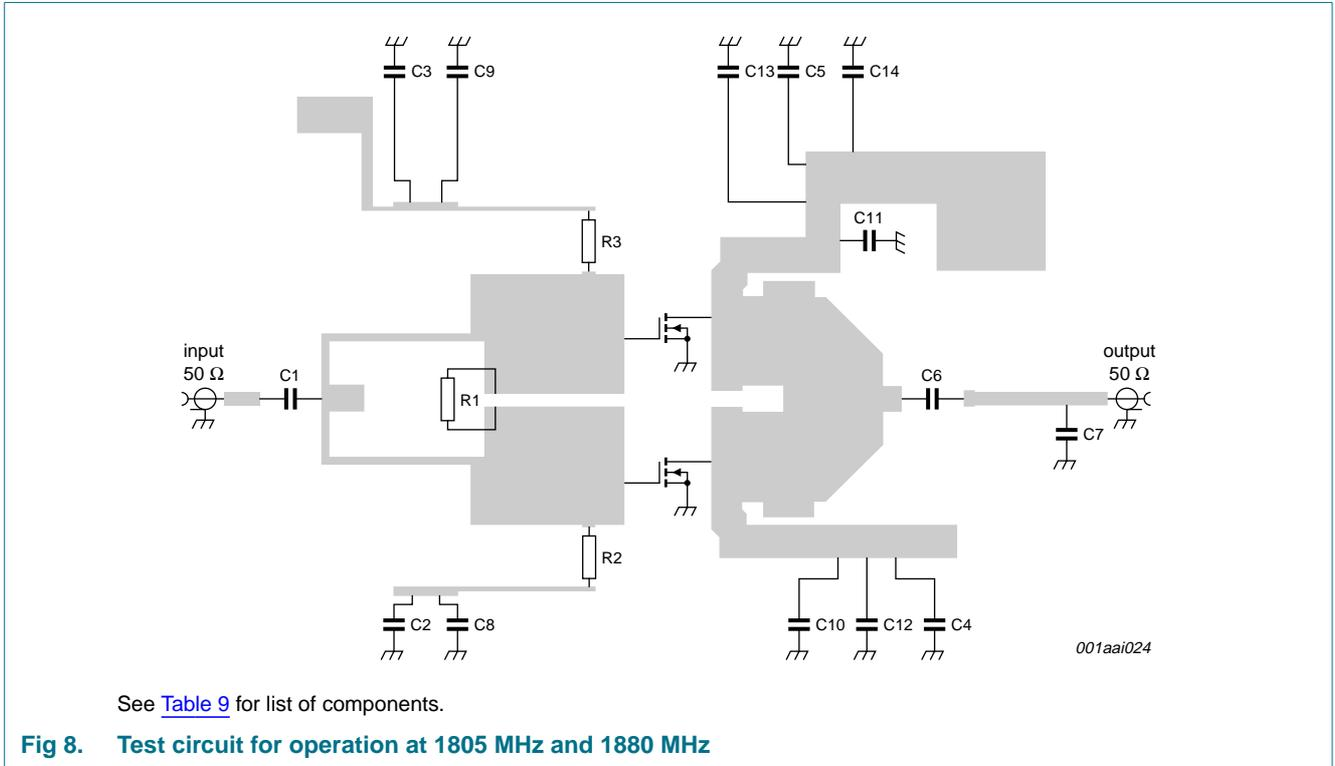 C3
C9
C13
C5
C14
R3
C11
input
50 Ω
C1
R1
C6
output
50 Ω
C7
R2
C2
C8
C10
C12
C4
001aai024
See Table 9 for list of components.
Fig 8. Test circuit for operation at 1805 MHz and 1880 MHz